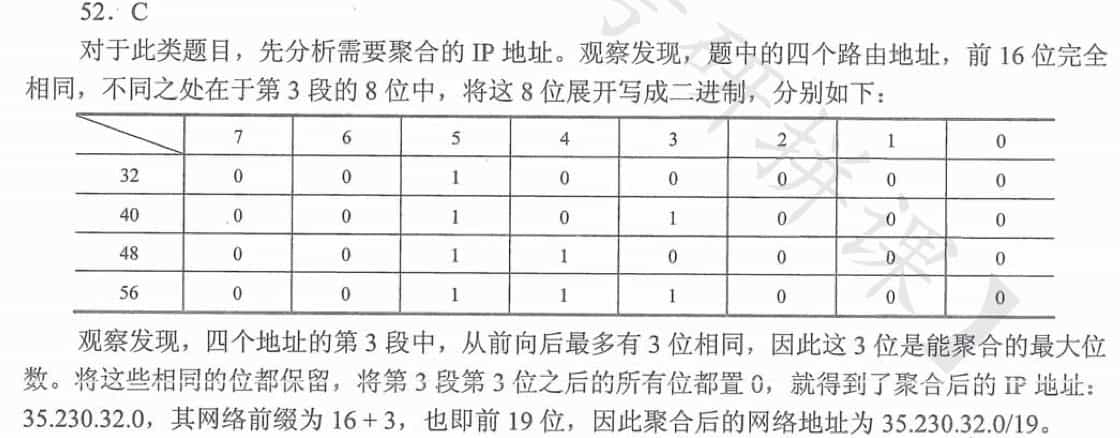 52. C
对于此类题目，先分析需要聚合的 IP 地址。观察发现，题中的四个路由地址，前 16 位完全
相同，不同之处在于第 3 段的 8 位中，将这 8 位展开写成二进制，分别如下：
7 6 5 4 3 2 1 0
32 0 0 1 0 0 0 0 0
40 0 0 1 0 1 0 0 0
48 0 0 1 1 0 0 0 0
56 0 0 1 1 1 0 0 0
观察发现，四个地址的第 3 段中，从前向后最多有 3 位相同，因此这 3 位是能聚合的最大位
数。将这些相同的位都保留，将第 3 段第 3 位之后的所有位都置 0，就得到了聚合后的 IP 地址：
35.230.32.0，其网络前缀为 16 + 3，也即前 19 位，因此聚合后的网络地址为 35.230.32.0/19。
研拼课】